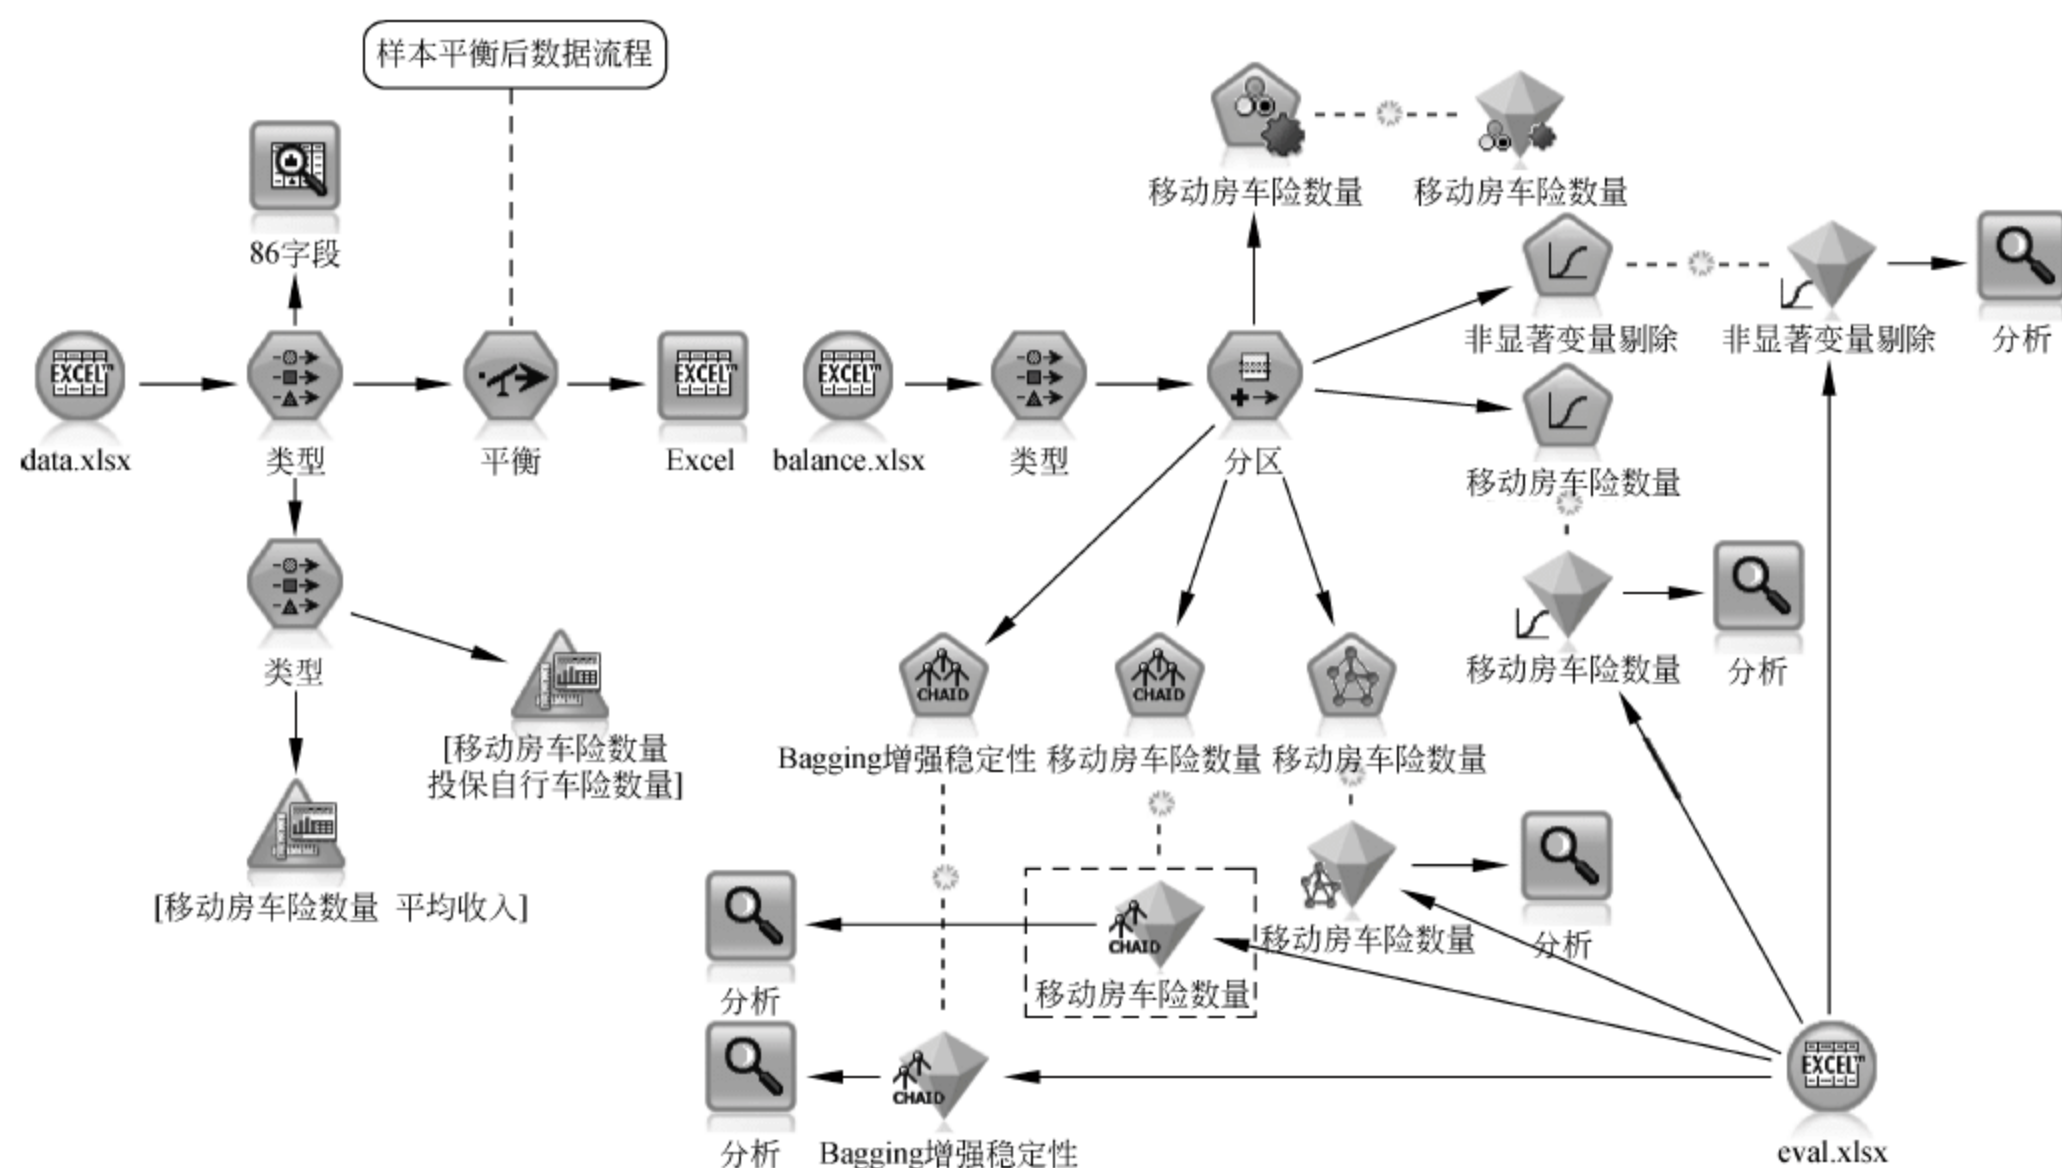 样本平衡后数据流程
移动房车险数量
移动房车险数量
86字段
非显著变量剔除
非显著变量剔除
分析
EXCEL
EXCEL
EXCEL
data.xlsx
类型
平衡
Excel
balance.xlsx
类型
分区
移动房车险数量
类型
移动房车险数量
分析
CHAID
CHAID
[移动房车险数量
投保自行车险数量]
Bagging增强稳定性
移动房车险数量
移动房车险数量
[移动房车险数量 平均收入]
CHAID
移动房车险数量
分析
分析
移动房车险数量
EXCEL
CHAID
分析
Bagging增强稳定性
eval.xlsx